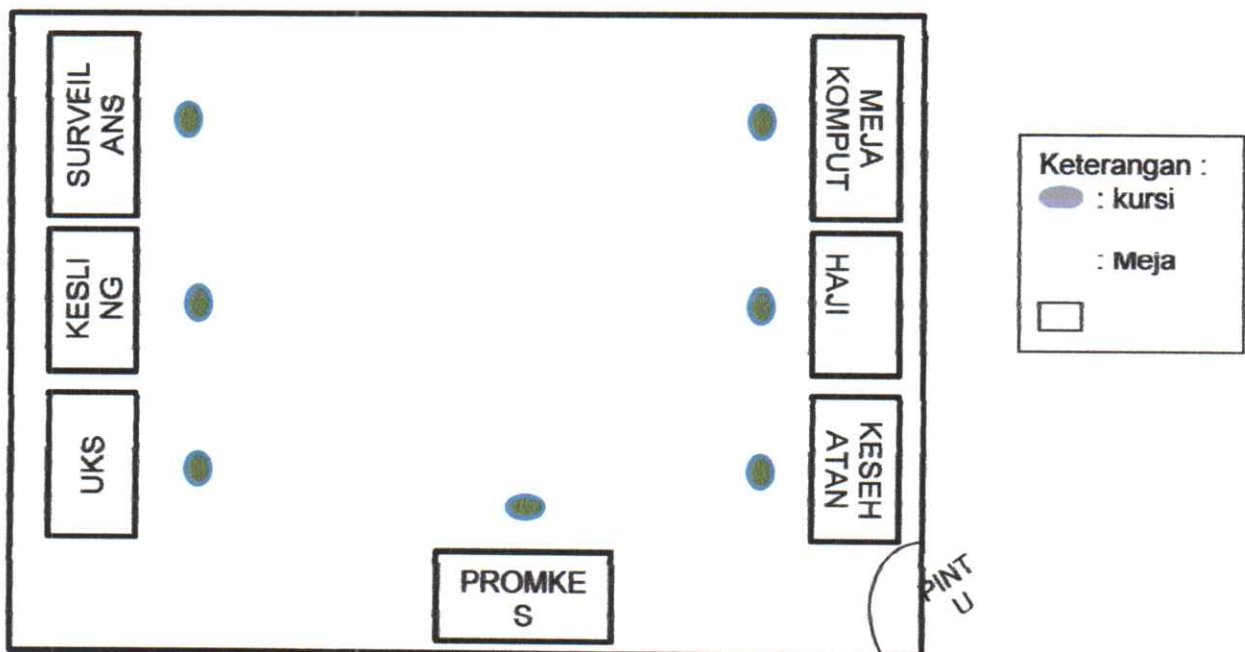 SURVEIL
ANS
MEJA
KOMPUT
Keterangan :
: kursi
: Meja
KESLI
NG
HAJI
UKS
KESEH
ATAN
PROMKE
S
PINT
U